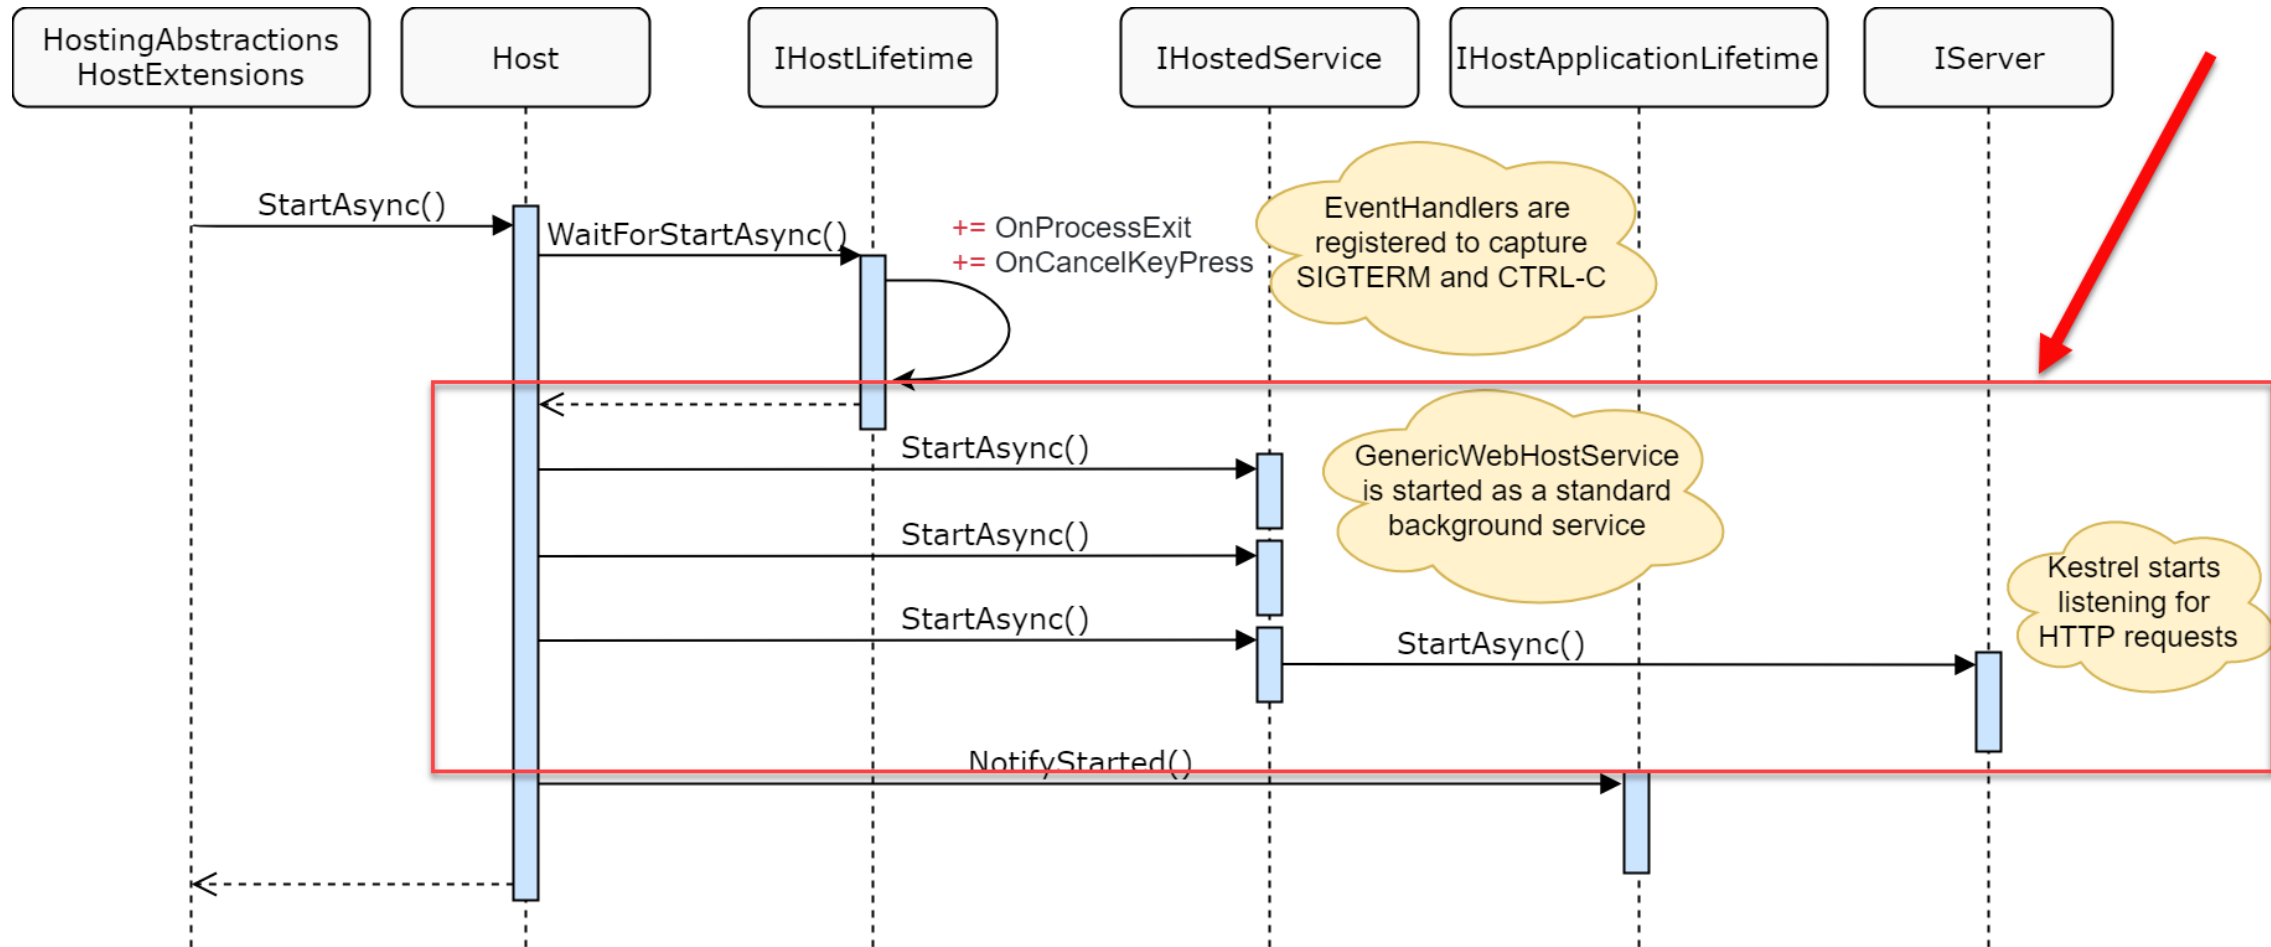 HostingAbstractions
HostExtensions
Host
IHostLifetime
IHostedService
IHostApplicationLifetime
IServer
StartAsync()
WaitForStartAsync()
+= OnProcessExit
+= OnCancelKeyPress
EventHandlers are
registered to capture
SIGTERM and CTRL-C
StartAsync()
GenericWebHostService
is started as a standard
background service
StartAsync()
StartAsync()
StartAsync()
Kestrel starts
listening for
HTTP requests
NotifyStarted()